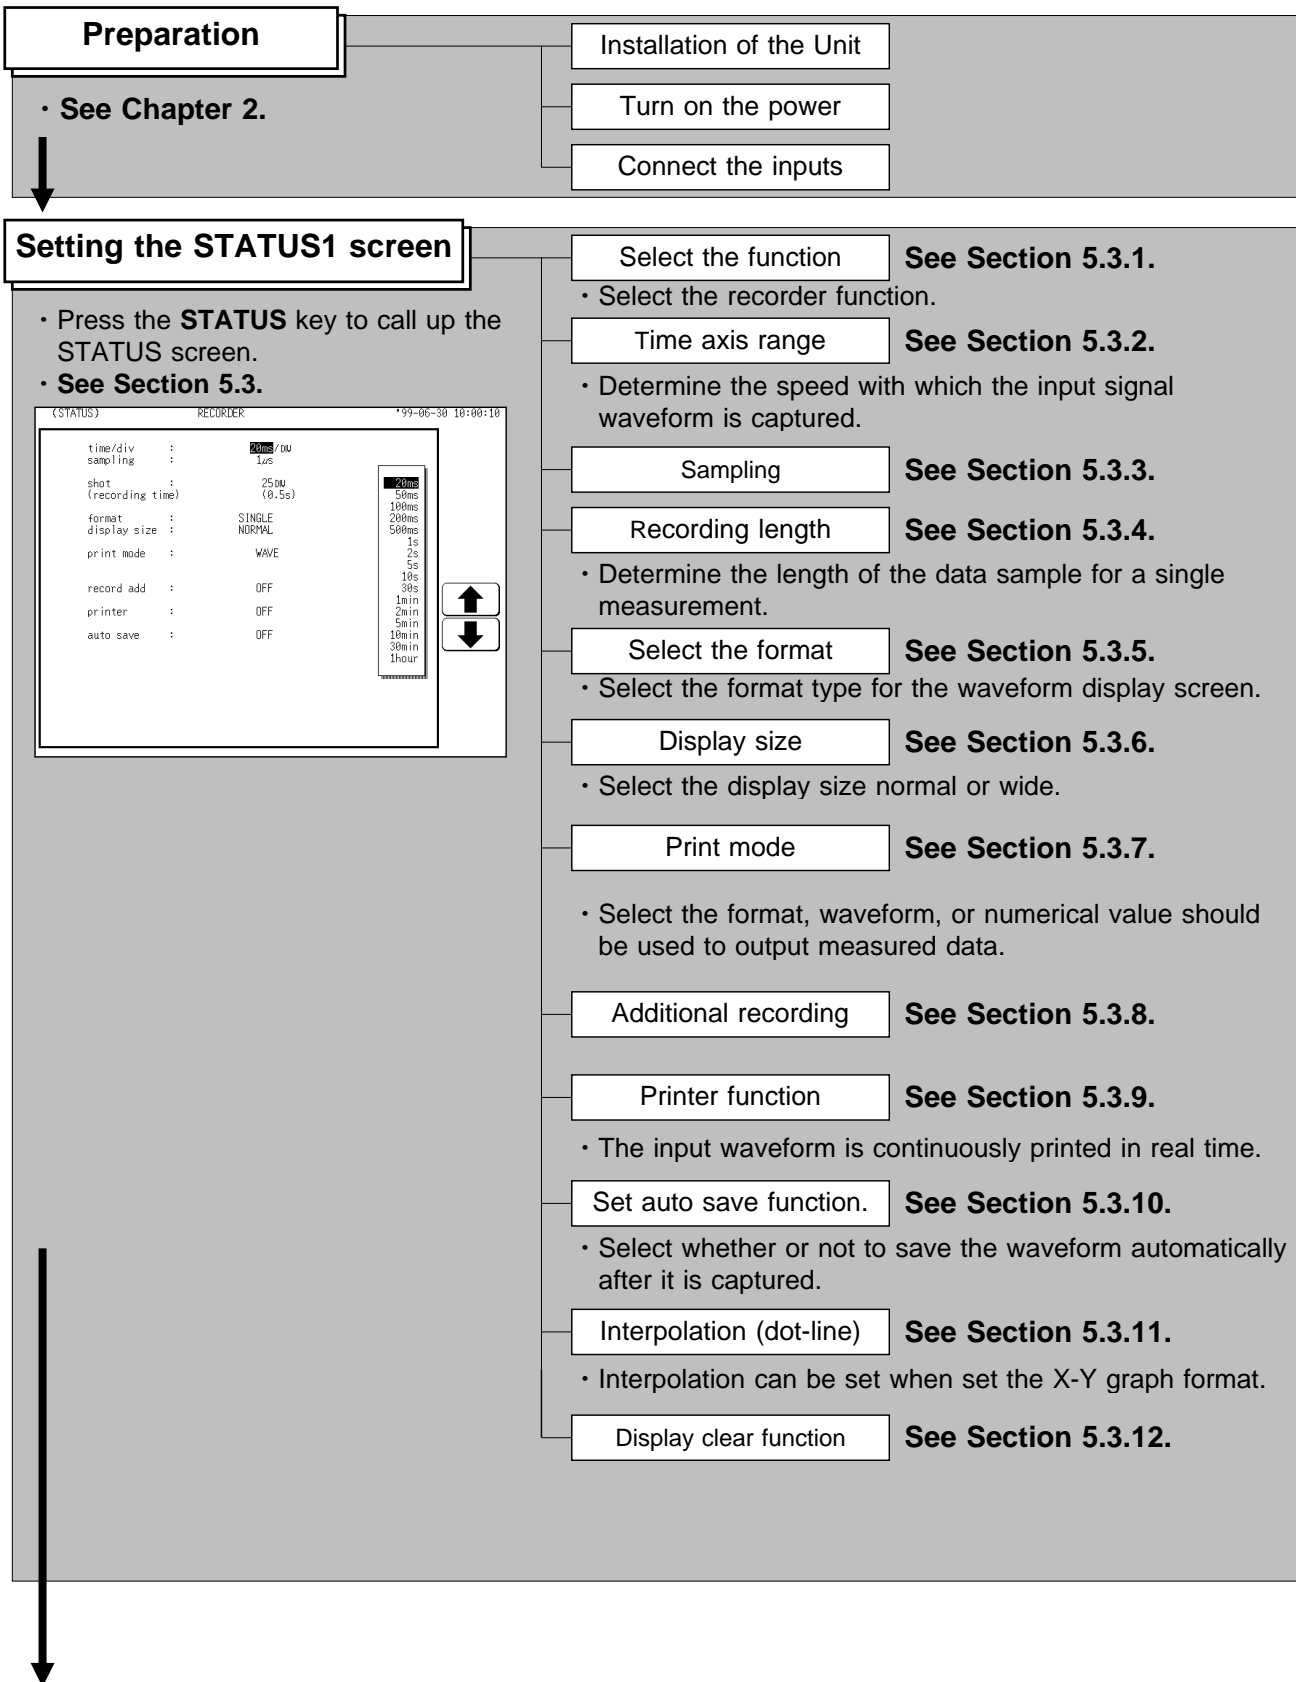 Preparation
・See Chapter 2.
Installation of the Unit
Turn on the power
Connect the inputs
Setting the STATUS1 screen
・Press the STATUS key to call up the
STATUS screen.
・See Section 5.3.
(STATUS) RECORDER '99-06-30 10:00:10
time/div : 20ms/DIV
sampling : 1µs
shot : 25DIV
(recording time) (0.5s)
format : SINGLE
display size : NORMAL
print mode : WAVE
record add : OFF
printer : OFF
auto save : OFF
20ms
50ms
100ms
200ms
500ms
1s
2s
5s
10s
30s
1min
2min
5min
10min
30min
1hour
Select the function See Section 5.3.1.
・Select the recorder function.
Time axis range See Section 5.3.2.
・Determine the speed with which the input signal
waveform is captured.
Sampling See Section 5.3.3.
Recording length See Section 5.3.4.
・Determine the length of the data sample for a single
measurement.
Select the format See Section 5.3.5.
・Select the format type for the waveform display screen.
Display size See Section 5.3.6.
・Select the display size normal or wide.
Print mode See Section 5.3.7.
・Select the format, waveform, or numerical value should
be used to output measured data.
Additional recording See Section 5.3.8.
Printer function See Section 5.3.9.
・The input waveform is continuously printed in real time.
Set auto save function. See Section 5.3.10.
・Select whether or not to save the waveform automatically
after it is captured.
Interpolation (dot-line) See Section 5.3.11.
・Interpolation can be set when set the X-Y graph format.
Display clear function See Section 5.3.12.